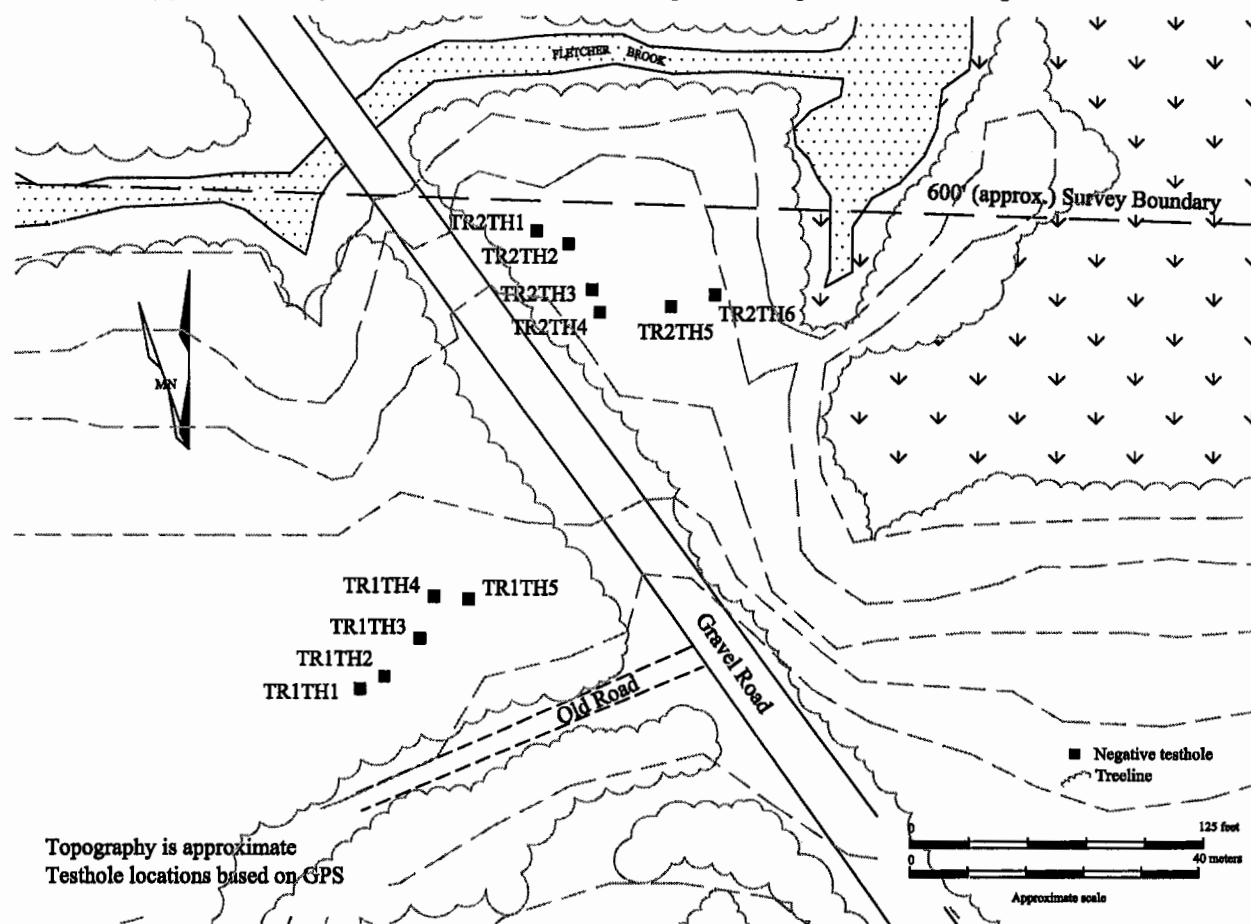 FLETCHER BROOK
600' (approx.) Survey Boundary
TR2TH1
TR2TH2
TR2TH3
TR2TH4
TR2TH5
TR2TH6
MN
TR1TH4
TR1TH5
TR1TH3
TR1TH2
TR1TH1
Gravel Road
Old Road
Negative testhole
Treeline
0 125 feet
0 40 meters
Approximate scale
Topography is approximate
Testhole locations based on GPS